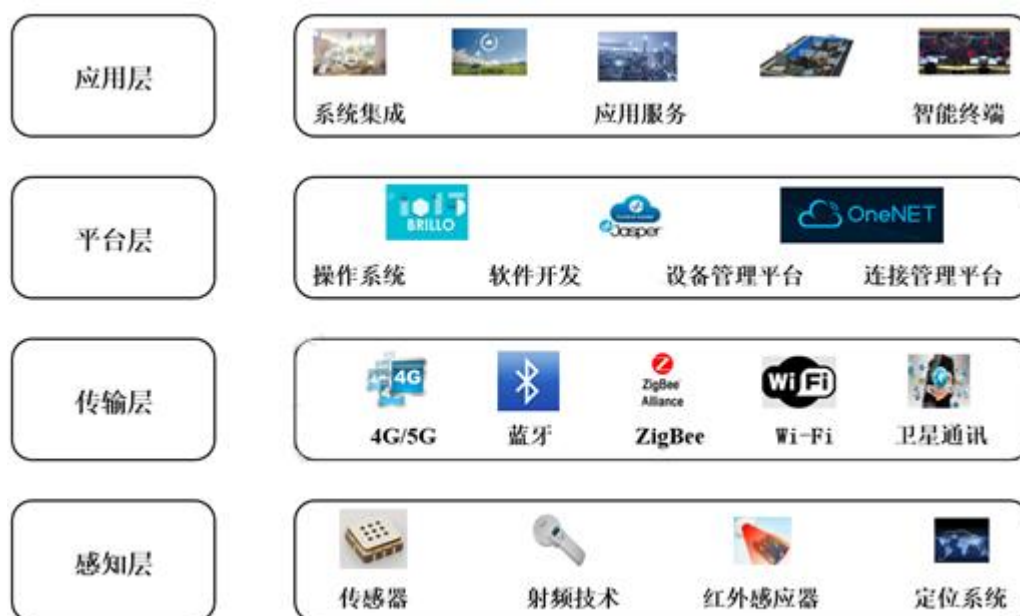 应用层
系统集成 应用服务 智能终端
平台层
BRILLO
Jasper
OneNET
操作系统 软件开发 设备管理平台 连接管理平台
传输层
4G
ZigBee
Alliance
WiFi
4G/5G 蓝牙 ZigBee Wi-Fi 卫星通讯
感知层
传感器 射频技术 红外感应器 定位系统